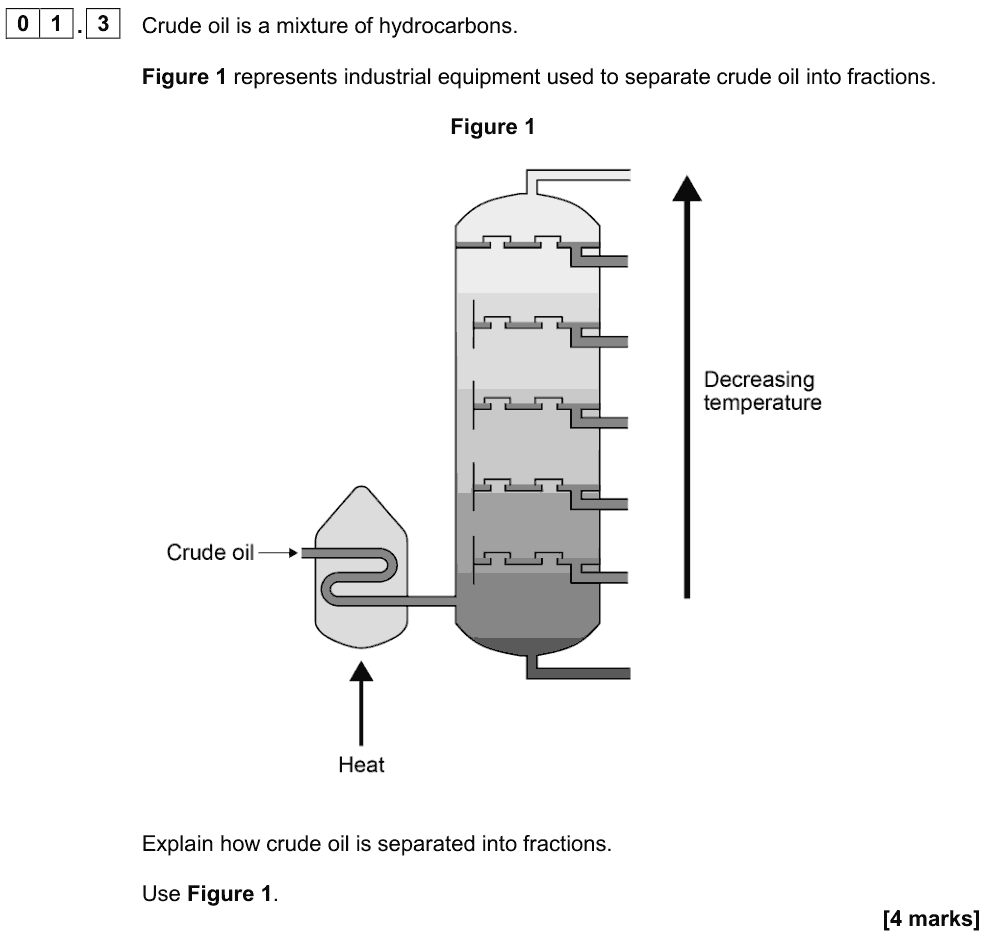 01.3 Crude oil is a mixture of hydrocarbons.
Figure 1 represents industrial equipment used to separate crude oil into fractions.
Figure 1
Decreasing
temperature
Crude oil
Heat
Explain how crude oil is separated into fractions.
Use Figure 1.
[4 marks]